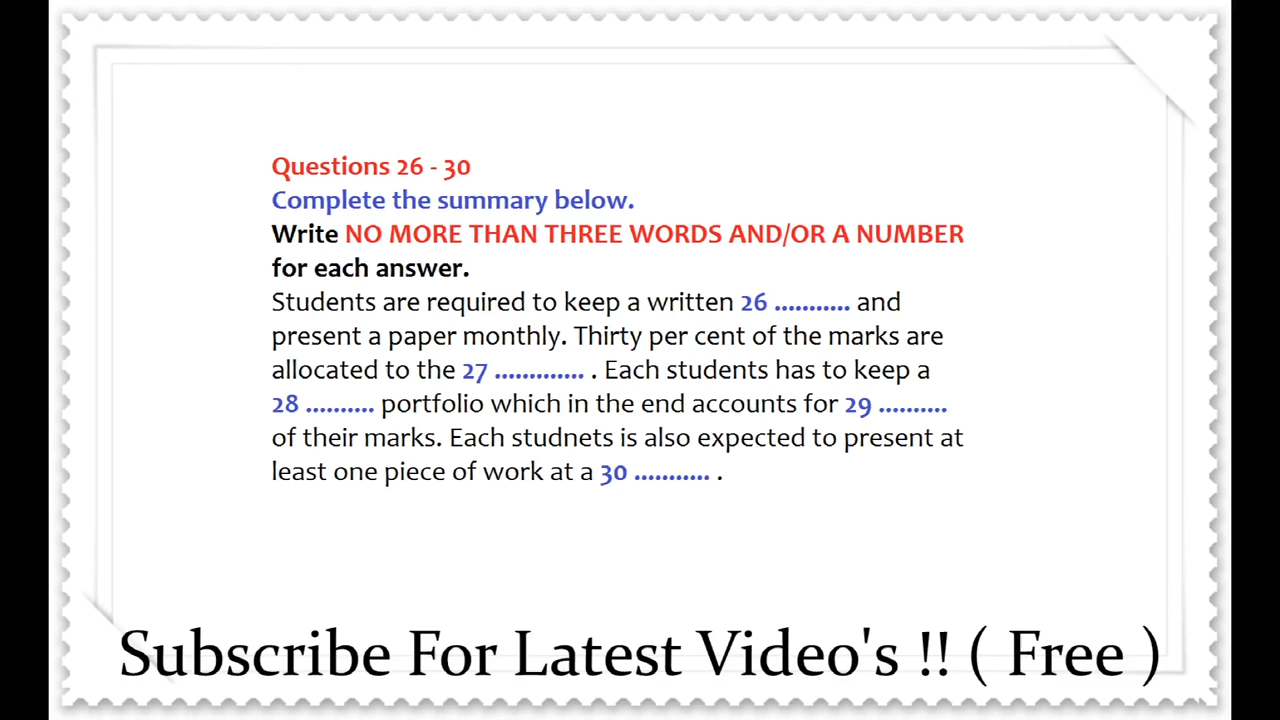 Questions 26 - 30
Complete the summary below.
Write NO MORE THAN THREE WORDS AND/OR A NUMBER
for each answer.
Students are required to keep a written 26 ........... and
present a paper monthly. Thirty per cent of the marks are
allocated to the 27 ............. . Each students has to keep a
28 .......... portfolio which in the end accounts for 29 ..........
of their marks. Each studnets is also expected to present at
least one piece of work at a 30 ........... .
Subscribe For Latest Video's !! ( Free )